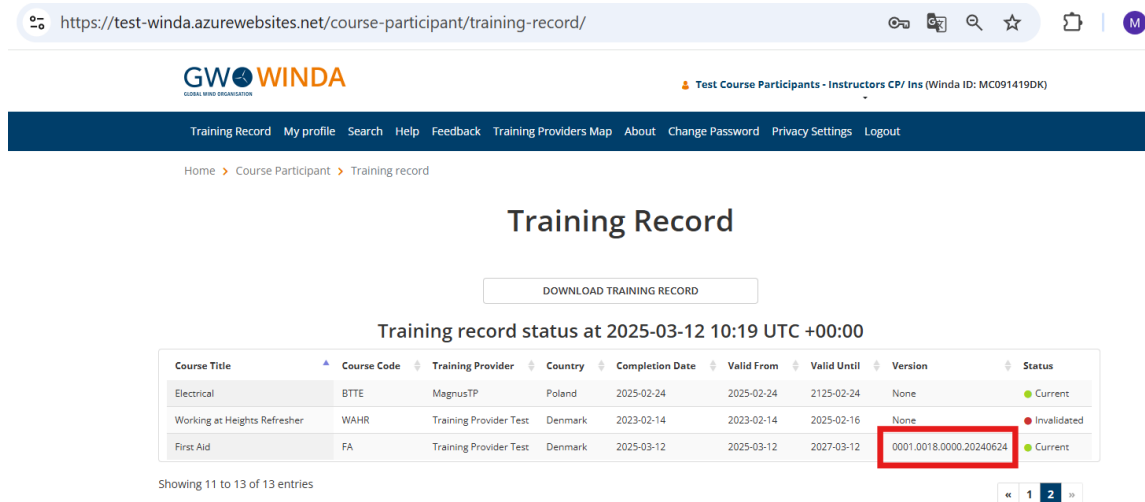 https://test-winda.azurewebsites.net/course-participant/training-record/
M
GWO WINDA
GLOBAL WIND ORGANISATION
Test Course Participants - Instructors CP/ Ins (Winda ID: MC091419DK)
Training Record My profile Search Help Feedback Training Providers Map About Change Password Privacy Settings Logout
Home > Course Participant > Training record
Training Record
DOWNLOAD TRAINING RECORD
Training record status at 2025-03-12 10:19 UTC +00:00
Course Title Course Code Training Provider Country Completion Date Valid From Valid Until Version Status
Electrical BTTE MagnusTP Poland 2025-02-24 2025-02-24 2125-02-24 None Current
Working at Heights Refresher WAHR Training Provider Test Denmark 2023-02-14 2023-02-14 2025-02-16 None Invalidated
First Aid FA Training Provider Test Denmark 2025-03-12 2025-03-12 2027-03-12 0001.0018.0000.20240624 Current
Showing 11 to 13 of 13 entries
« 1 2 »